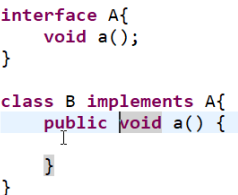 interface A{
    void a();
}
class B implements A{
    public void a() {
    }
}